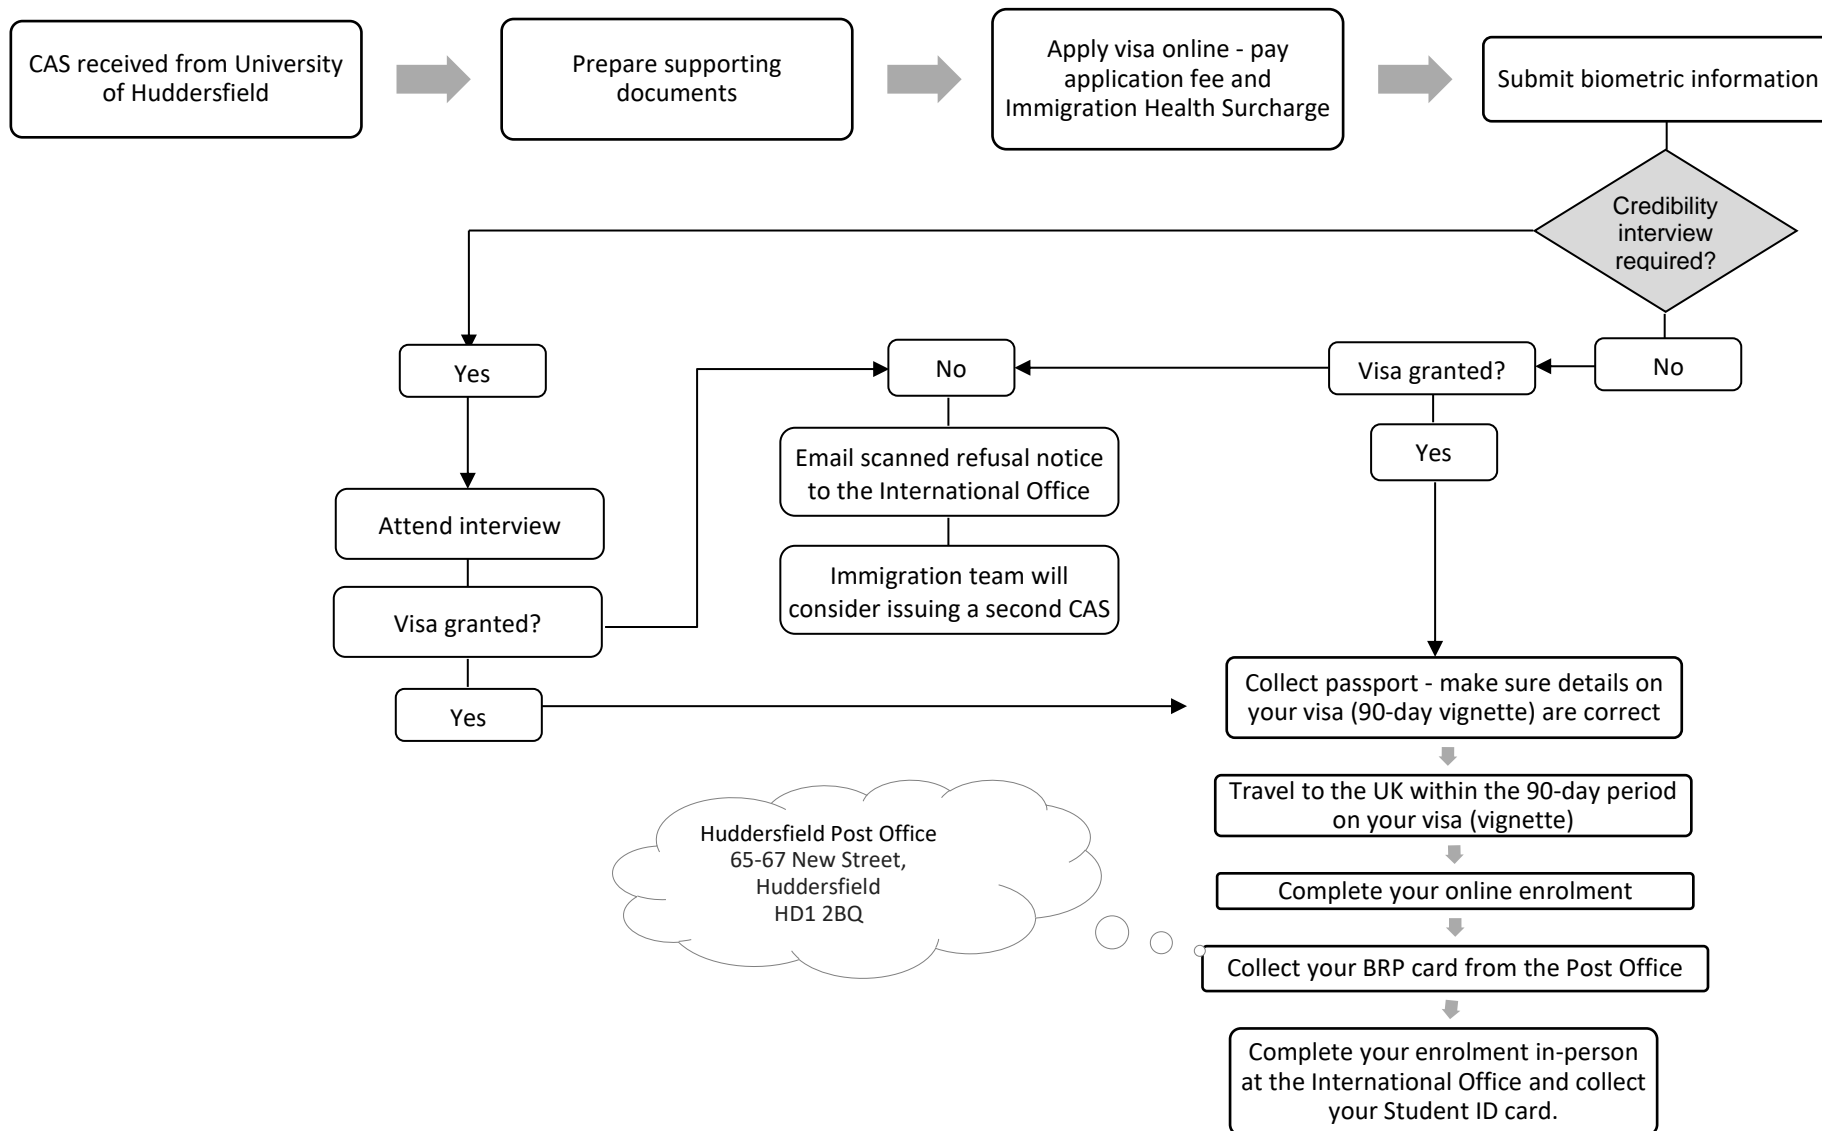 CAS received from University
of Huddersfield
Prepare supporting
documents
Apply visa online - pay
application fee and
Immigration Health Surcharge
Submit biometric information
Credibility
interview
required?
Yes
No
Visa granted?
No
Yes
Email scanned refusal notice
to the International Office
Attend interview
Immigration team will
consider issuing a second CAS
Visa granted?
Yes
Collect passport - make sure details on
your visa (90-day vignette) are correct
Travel to the UK within the 90-day period
on your visa (vignette)
Huddersfield Post Office
65-67 New Street,
Huddersfield
HD1 2BQ
Complete your online enrolment
Collect your BRP card from the Post Office
Complete your enrolment in-person
at the International Office and collect
your Student ID card.